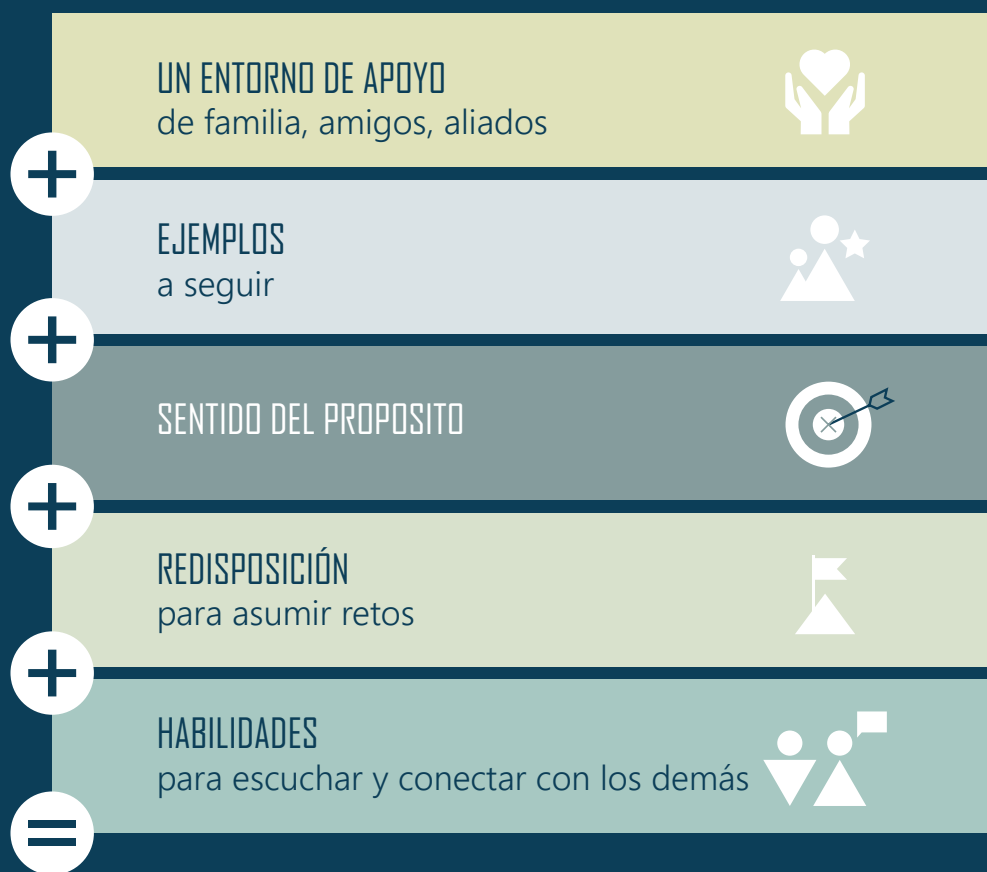 UN ENTORNO DE APOYO
de familia, amigos, aliados
+
EJEMPLOS
a seguir
+
SENTIDO DEL PROPOSITO
+
REDISPOSICIÓN
para asumir retos
+
HABILIDADES
para escuchar y conectar con los demás
=